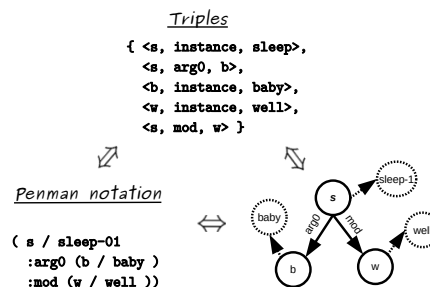 Triples
{ <s, instance, sleep>,
<s, arg0, b>,
<b, instance, baby>,
<w, instance, well>,
<s, mod, w> }
Penman notation
( s / sleep-01
:arg0 (b / baby )
:mod (w / well ))
sleep-1
s
baby
arg0
mod
well
b
w